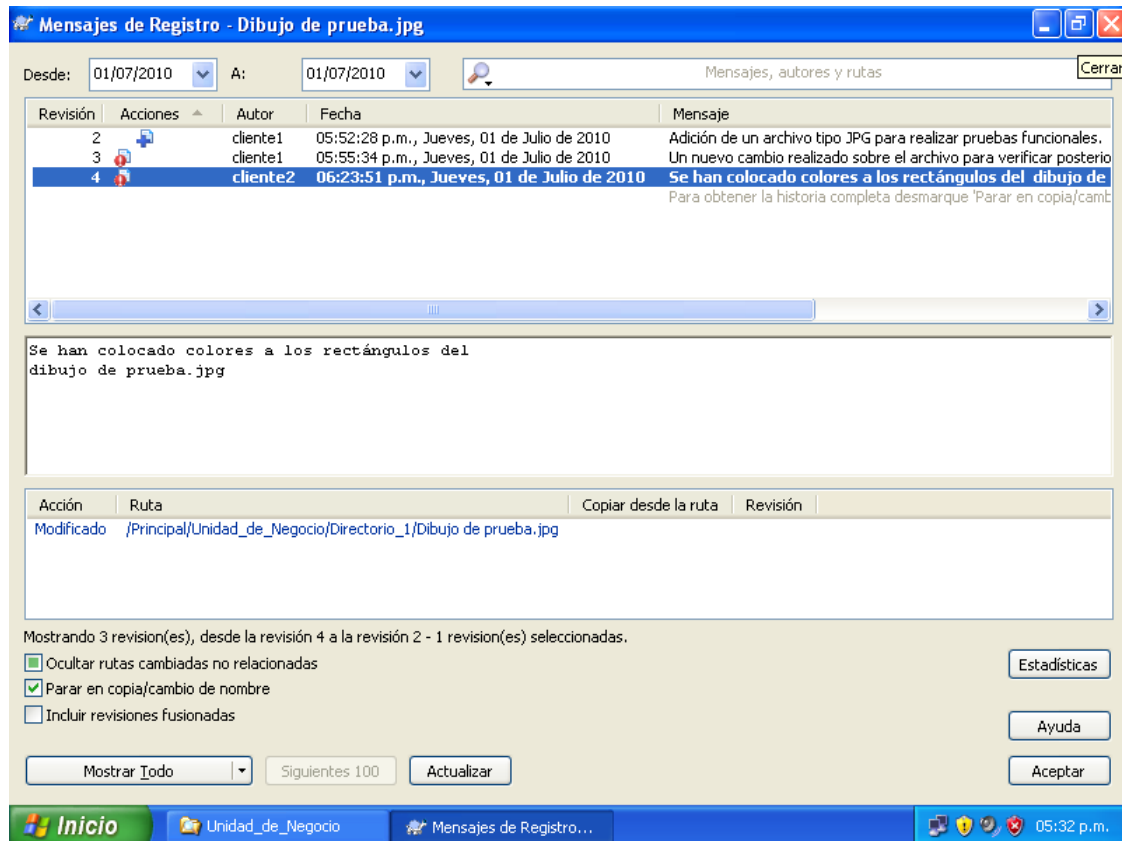 Mensajes de Registro - Dibujo de prueba.jpg
Desde: 01/07/2010 A: 01/07/2010 Mensajes, autores y rutas Cerrar
Revisión Acciones Autor Fecha Mensaje
2 cliente1 05:52:28 p.m., Jueves, 01 de Julio de 2010 Adición de un archivo tipo JPG para realizar pruebas funcionales.
3 cliente1 05:55:34 p.m., Jueves, 01 de Julio de 2010 Un nuevo cambio realizado sobre el archivo para verificar posterio
4 cliente2 06:23:51 p.m., Jueves, 01 de Julio de 2010 Se han colocado colores a los rectángulos del dibujo de
Para obtener la historia completa desmarque 'Parar en copia/camb
Se han colocado colores a los rectángulos del
dibujo de prueba.jpg
Acción Ruta Copiar desde la ruta Revisión
Modificado /Principal/Unidad_de_Negocio/Directorio_1/Dibujo de prueba.jpg
Mostrando 3 revision(es), desde la revisión 4 a la revisión 2 - 1 revision(es) seleccionadas.
Ocultar rutas cambiadas no relacionadas Estadísticas
Parar en copia/cambio de nombre
Incluir revisiones fusionadas
Ayuda
Mostrar Todo Siguientes 100 Actualizar Aceptar
Inicio Unidad_de_Negocio Mensajes de Registro... 05:32 p.m.